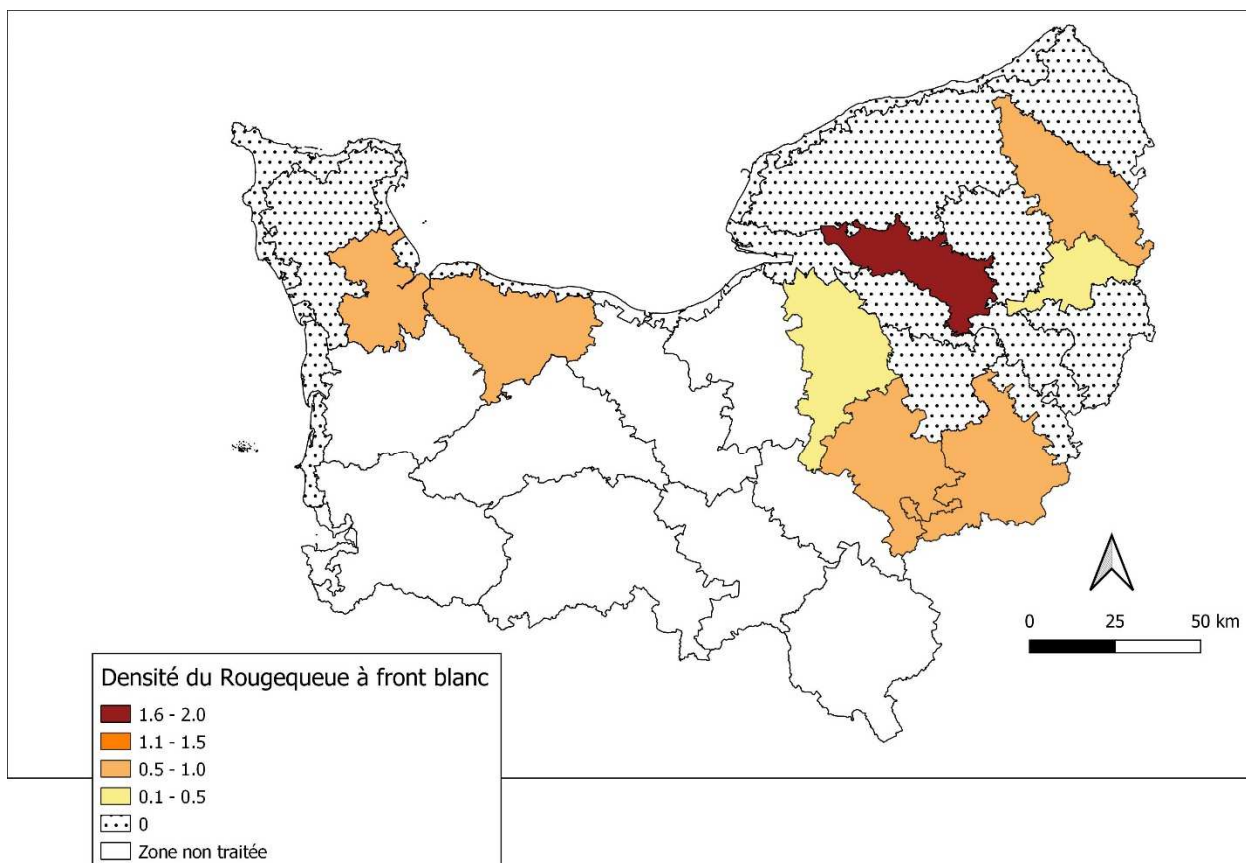 0 25 50 km
Densité du Rougequeue à front blanc
1.6 - 2.0
1.1 - 1.5
0.5 - 1.0
0.1 - 0.5
0
Zone non traitée